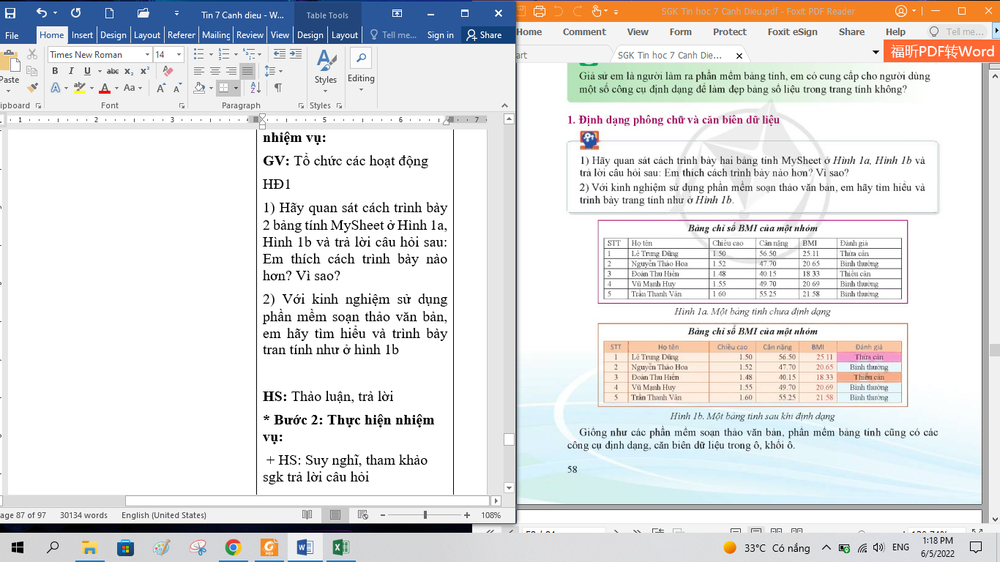 Tin 7 Canh dieu - W...
Table Tools
File
Home
Insert
Design
Layout
Referer
Mailing
Review
View
Design
Layout
Tell me...
Sign in
Share
Paste
Times New Roman
14
B I U abc x₂ x²
A ab A Aa A A
Styles
Editing
pboard
Font
Paragraph
Styles
1 2 3 4 5 6 7
nhiệm vụ:
GV: Tổ chức các hoạt động
HĐ1
1) Hãy quan sát cách trình bày
2 bảng tính MySheet ở Hình 1a,
Hình 1b và trả lời câu hỏi sau:
Em thích cách trình bày nào
hơn? Vì sao?
2) Với kinh nghiệm sử dụng
phần mềm soạn thảo văn bản,
em hãy tìm hiểu và trình bày
tran tính như ở hình 1b
HS: Thảo luận, trả lời
* Bước 2: Thực hiện nhiệm
vụ:
+ HS: Suy nghĩ, tham khảo
sgk trả lời câu hỏi
age 87 of 97
30134 words
English (United States)
108%
SGK Tin hoc 7 Canh Dieu.pdf - Foxit PDF Reader
Home
Comment
View
Form
Protect
Foxit eSign
Share
Help
Tell me...
art
SGK Tin hoc 7 Canh Die...
福昕PDF转Word
Giả sử em là người làm ra phần mềm bảng tính, em có cung cấp cho người dùng
một số công cụ định dạng để làm đẹp bảng số liệu trong trang tính không?
1. Định dạng phông chữ và căn biên dữ liệu
1) Hãy quan sát cách trình bày hai bảng tính MySheet ở Hình 1a, Hình 1b và
trả lời câu hỏi sau: Em thích cách trình bày nào hơn? Vì sao?
2) Với kinh nghiệm sử dụng phần mềm soạn thảo văn bản, em hãy tìm hiểu và
trình bày trang tính như ở Hình 1b.
Bảng chỉ số BMI của một nhóm
STT Họ tên Chiều cao Cân nặng BMI Đánh giá
1 Lê Trung Dũng 1.50 56.50 25.11 Thừa cân
2 Nguyễn Thảo Hoa 1.52 47.70 20.65 Bình thường
3 Đoàn Thu Hiền 1.48 40.15 18.33 Thiếu cân
4 Vũ Mạnh Huy 1.55 49.70 20.69 Bình thường
5 Trần Thanh Vân 1.60 55.25 21.58 Bình thường
Hình 1a. Một bảng tính chưa định dạng
Bảng chỉ số BMI của một nhóm
STT Họ tên Chiều cao Cân nặng BMI Đánh giá
1 Lê Trung Dũng 1.50 56.50 25.11 Thừa cân
2 Nguyễn Thảo Hoa 1.52 47.70 20.65 Bình thường
3 Đoàn Thu Hiền 1.48 40.15 18.33 Thiếu cân
4 Vũ Mạnh Huy 1.55 49.70 20.69 Bình thường
5 Trần Thanh Vân 1.60 55.25 21.58 Bình thường
Hình 1b. Một bảng tính sau khi định dạng
Giống như các phần mềm soạn thảo văn bản, phần mềm bảng tính cũng có các
công cụ định dạng, căn biên dữ liệu trong ô, khối ô.
58
33°C Có nắng
ENG
1:18 PM
6/5/2022